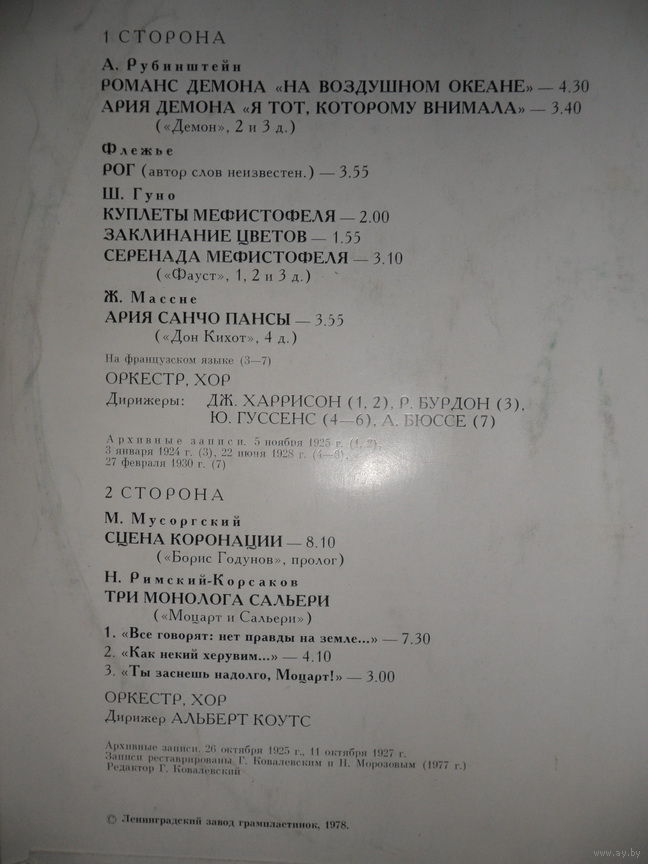 1 СТОРОНА
А. Рубинштейн
РОМАНС ДЕМОНА «НА ВОЗДУШНОМ ОКЕАНЕ» — 4.30
АРИЯ ДЕМОНА «Я ТОТ, КОТОРОМУ ВНИМАЛА» — 3.40
(«Демон», 2 и 3 д.)
Флежье
РОГ (автор слов неизвестен.) — 3.55
Ш. Гуно
КУПЛЕТЫ МЕФИСТОФЕЛЯ — 2.00
ЗАКЛИНАНИЕ ЦВЕТОВ — 1.55
СЕРЕНАДА МЕФИСТОФЕЛЯ — 3.10
(«Фауст», 1, 2 и 3 д.)
Ж. Массне
АРИЯ САНЧО ПАНСЫ — 3.55
(«Дон Кихот», 4 д.)
На французском языке (3—7)
ОРКЕСТР, ХОР
Дирижеры: ДЖ. ХАРРИСОН (1, 2), Р. БУРДОН (3),
Ю. ГУССЕНС (4—6), А. БЮССЕ (7)
Архивные записи. 5 ноября 1925 г. (1, 2),
3 января 1924 г. (3), 22 июня 1928 г. (4—6),
27 февраля 1930 г. (7)
2 СТОРОНА
М. Мусоргский
СЦЕНА КОРОНАЦИИ — 8.10
(«Борис Годунов», пролог)
Н. Римский-Корсаков
ТРИ МОНОЛОГА САЛЬЕРИ
(«Моцарт и Сальери»)
1. «Все говорят: нет правды на земле...» — 7.30
2. «Как некий херувим...» — 4.10
3. «Ты заснешь надолго, Моцарт!» — 3.00
ОРКЕСТР, ХОР
Дирижер АЛЬБЕРТ КОУТС
Архивные записи. 26 октября 1925 г., 11 октября 1927 г.
Записи реставрированы Г. Ковалевским и Н. Морозовым (1977 г.)
Редактор Г. Ковалевский
© Ленинградский завод грампластинок, 1978.
www.ay.by